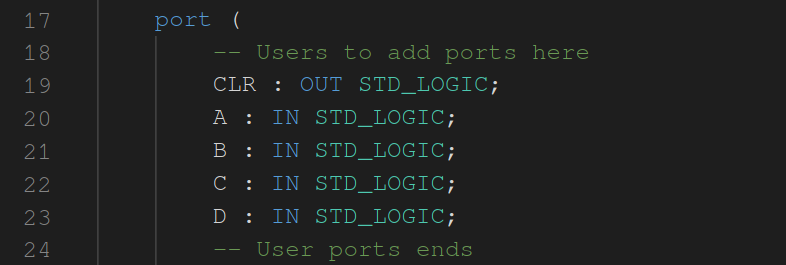 17 port (
18 -- Users to add ports here
19 CLR : OUT STD_LOGIC;
20 A : IN STD_LOGIC;
21 B : IN STD_LOGIC;
22 C : IN STD_LOGIC;
23 D : IN STD_LOGIC;
24 -- User ports ends